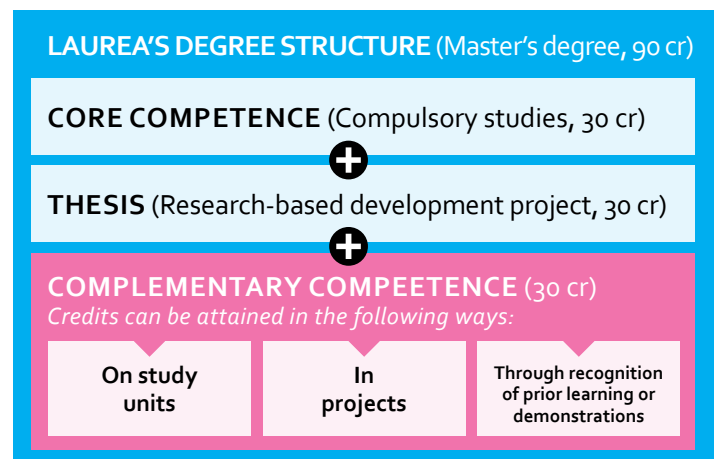 LAUREA'S DEGREE STRUCTURE (Master's degree, 90 cr)
CORE COMPETENCE (Compulsory studies, 30 cr)
+
THESIS (Research-based development project, 30 cr)
+
COMPLEMENTARY COMPEETENCE (30 cr)
Credits can be attained in the following ways:
On study
units
In
projects
Through recognition
of prior learning or
demonstrations